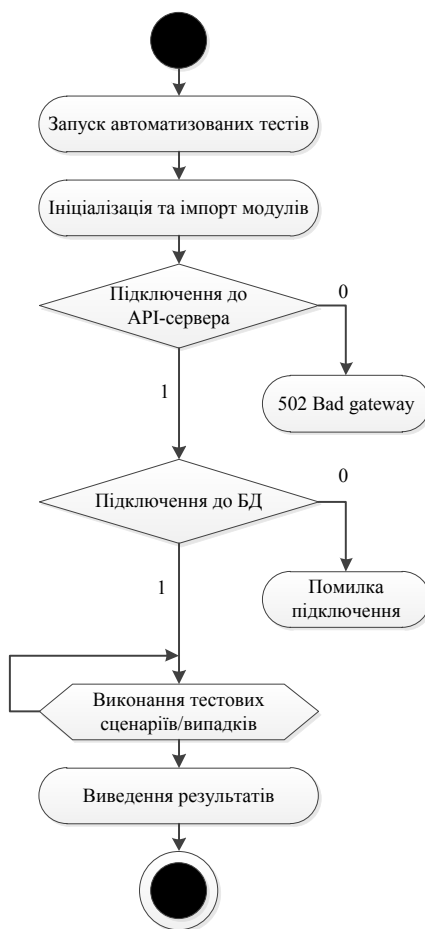 Запуск автоматизованих тестів
Ініціалізація та імпорт модулів
Підключення до
API-сервера
0
1
502 Bad gateway
Підключення до БД
0
1
Помилка
підключення
Виконання тестових
сценаріїв/випадків
Виведення результатів